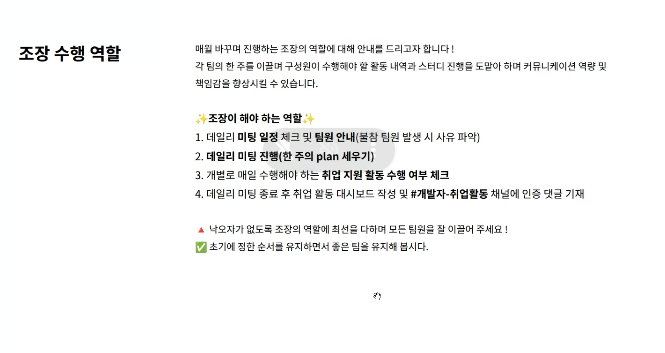 조장 수행 역할
매월 바꾸며 진행하는 조장의 역할에 대해 안내를 드리고자 합니다 !
각 팀의 한 주를 이끌며 구성원이 수행해야 할 활동 내역과 스터디 진행을 도맡아 하며 커뮤니케이션 역량 및
책임감을 향상시킬 수 있습니다.
✨조장이 해야 하는 역할✨
1. 데일리 미팅 일정 체크 및 팀원 안내(불참 팀원 발생 시 사유 파악)
2. 데일리 미팅 진행(한 주의 plan 세우기)
3. 개별로 매일 수행해야 하는 취업 지원 활동 수행 여부 체크
4. 데일리 미팅 종료 후 취업 활동 대시보드 작성 및 #개발자-취업활동 채널에 인증 댓글 기재
🔺 낙오자가 없도록 조장의 역할에 최선을 다하며 모든 팀원을 잘 이끌어 주세요 !
✅ 초기에 정한 순서를 유지하면서 좋은 팀을 유지해 봅시다.